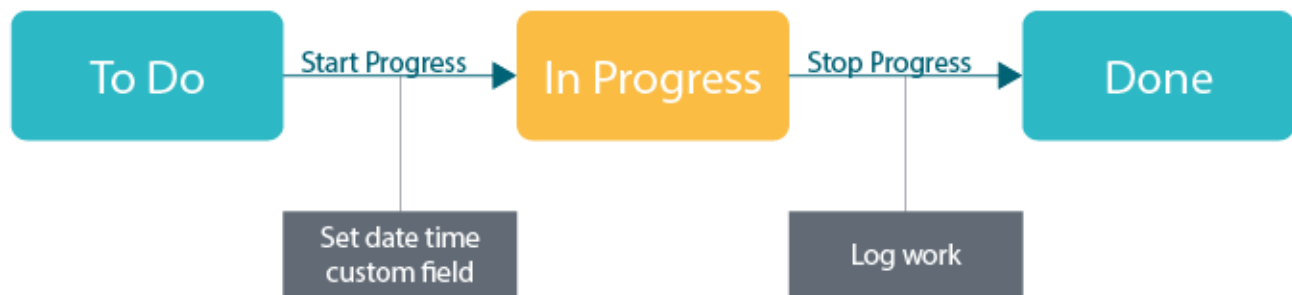 To Do
Start Progress
In Progress
Stop Progress
Done
Set date time
custom field
Log work